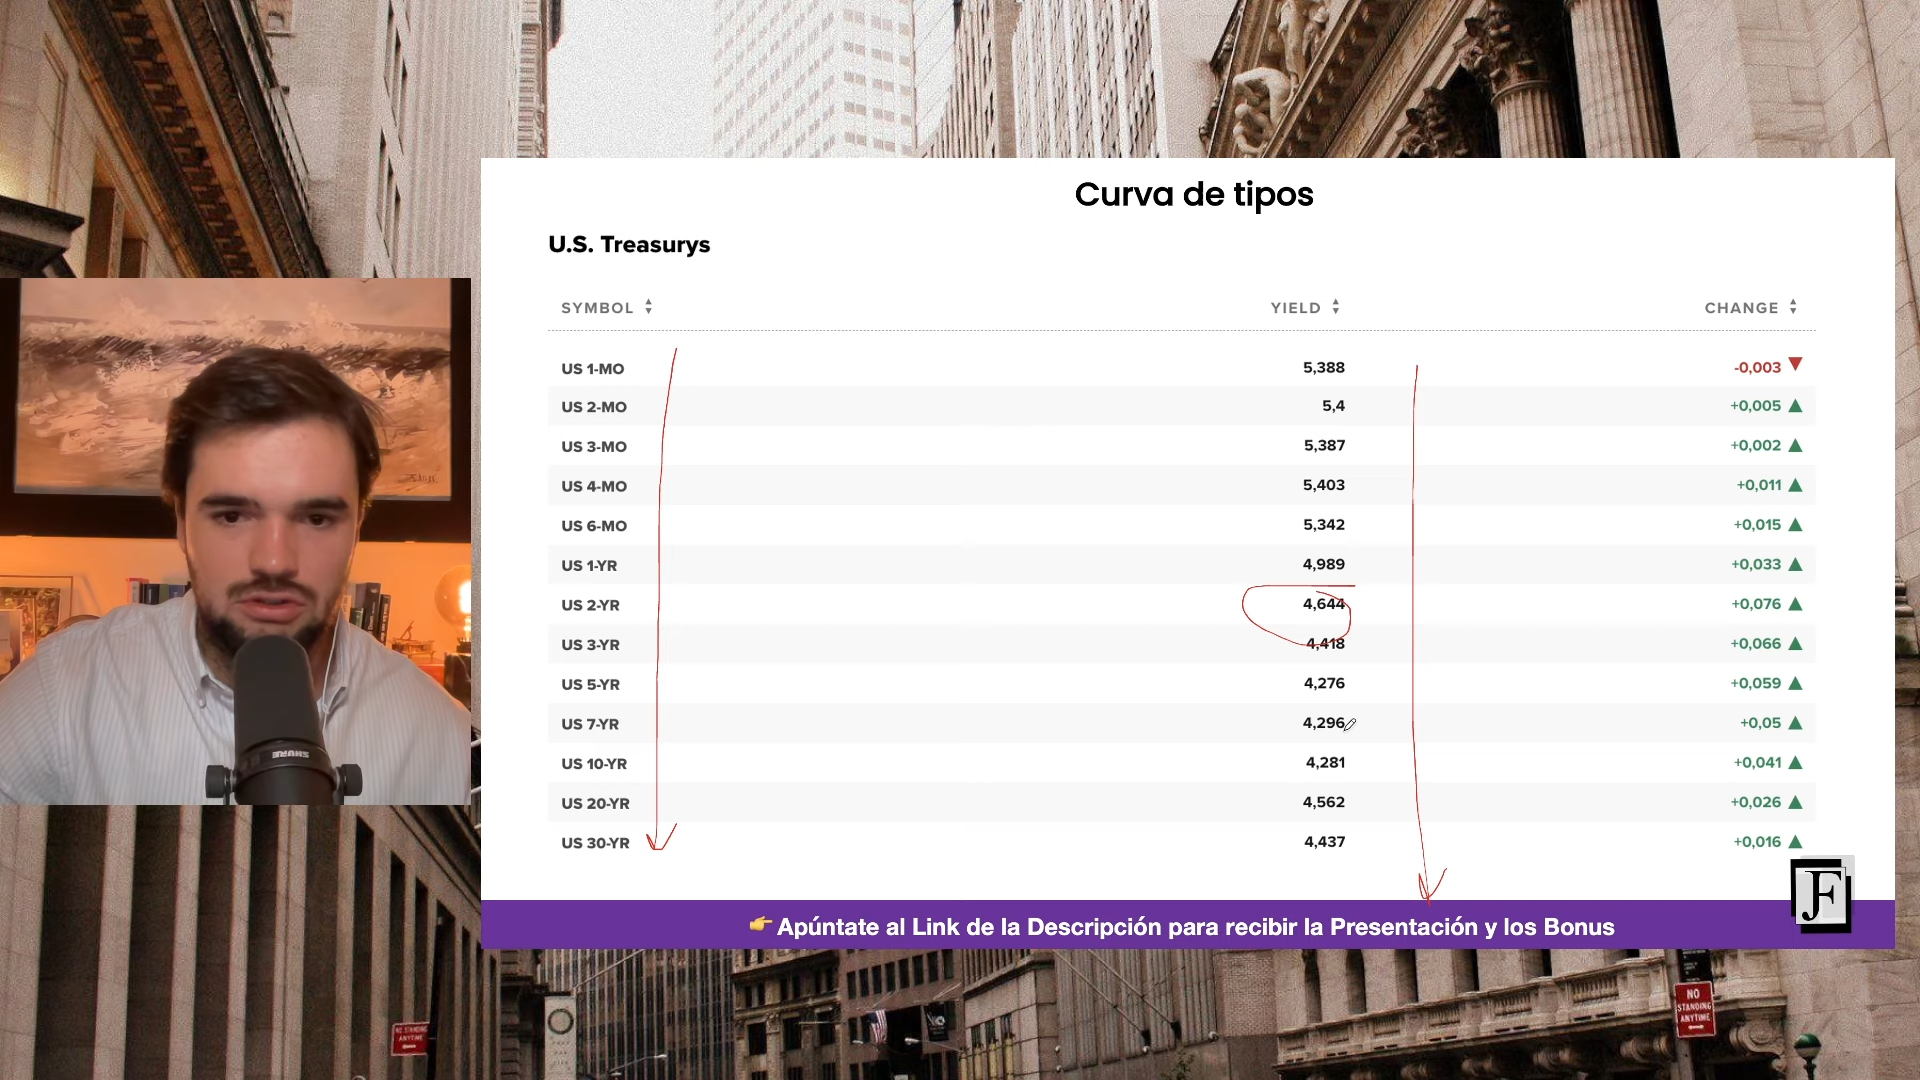 Curva de tipos
U.S. Treasurys
SYMBOL YIELD CHANGE
US 1-MO 5,388 -0,003
US 2-MO 5,4 +0,005
US 3-MO 5,387 +0,002
US 4-MO 5,403 +0,011
US 6-MO 5,342 +0,015
US 1-YR 4,989 +0,033
US 2-YR 4,644 +0,076
US 3-YR 4,418 +0,066
US 5-YR 4,276 +0,059
US 7-YR 4,296 +0,05
US 10-YR 4,281 +0,041
US 20-YR 4,562 +0,026
US 30-YR 4,437 +0,016
JF
👉 Apúntate al Link de la Descripción para recibir la Presentación y los Bonus
SHURE
NO STANDING
ANYTIME
NO
STANDING
ANYTIME